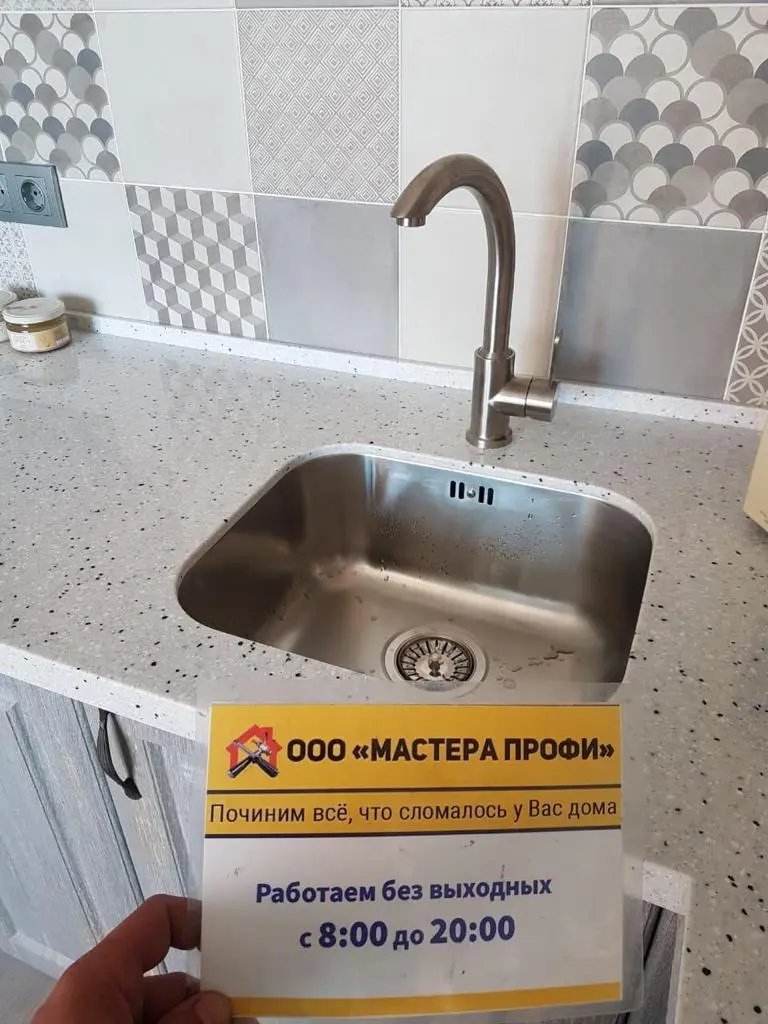 ООО «МАСТЕРА ПРОФИ»
Починим всё, что сломалось у Вас дома
Работаем без выходных
с 8:00 до 20:00